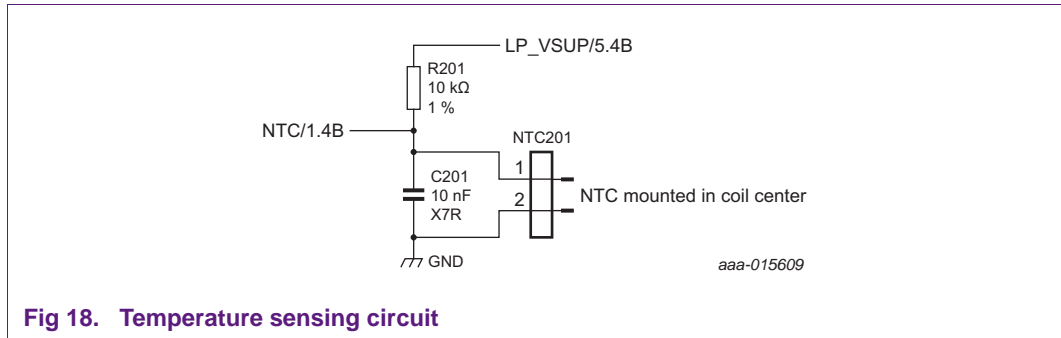 LP_VSUP/5.4B
R201
10 kΩ
1 %
NTC/1.4B
NTC201
1
C201
10 nF
X7R
2
NTC mounted in coil center
GND
aaa-015609
Fig 18. Temperature sensing circuit